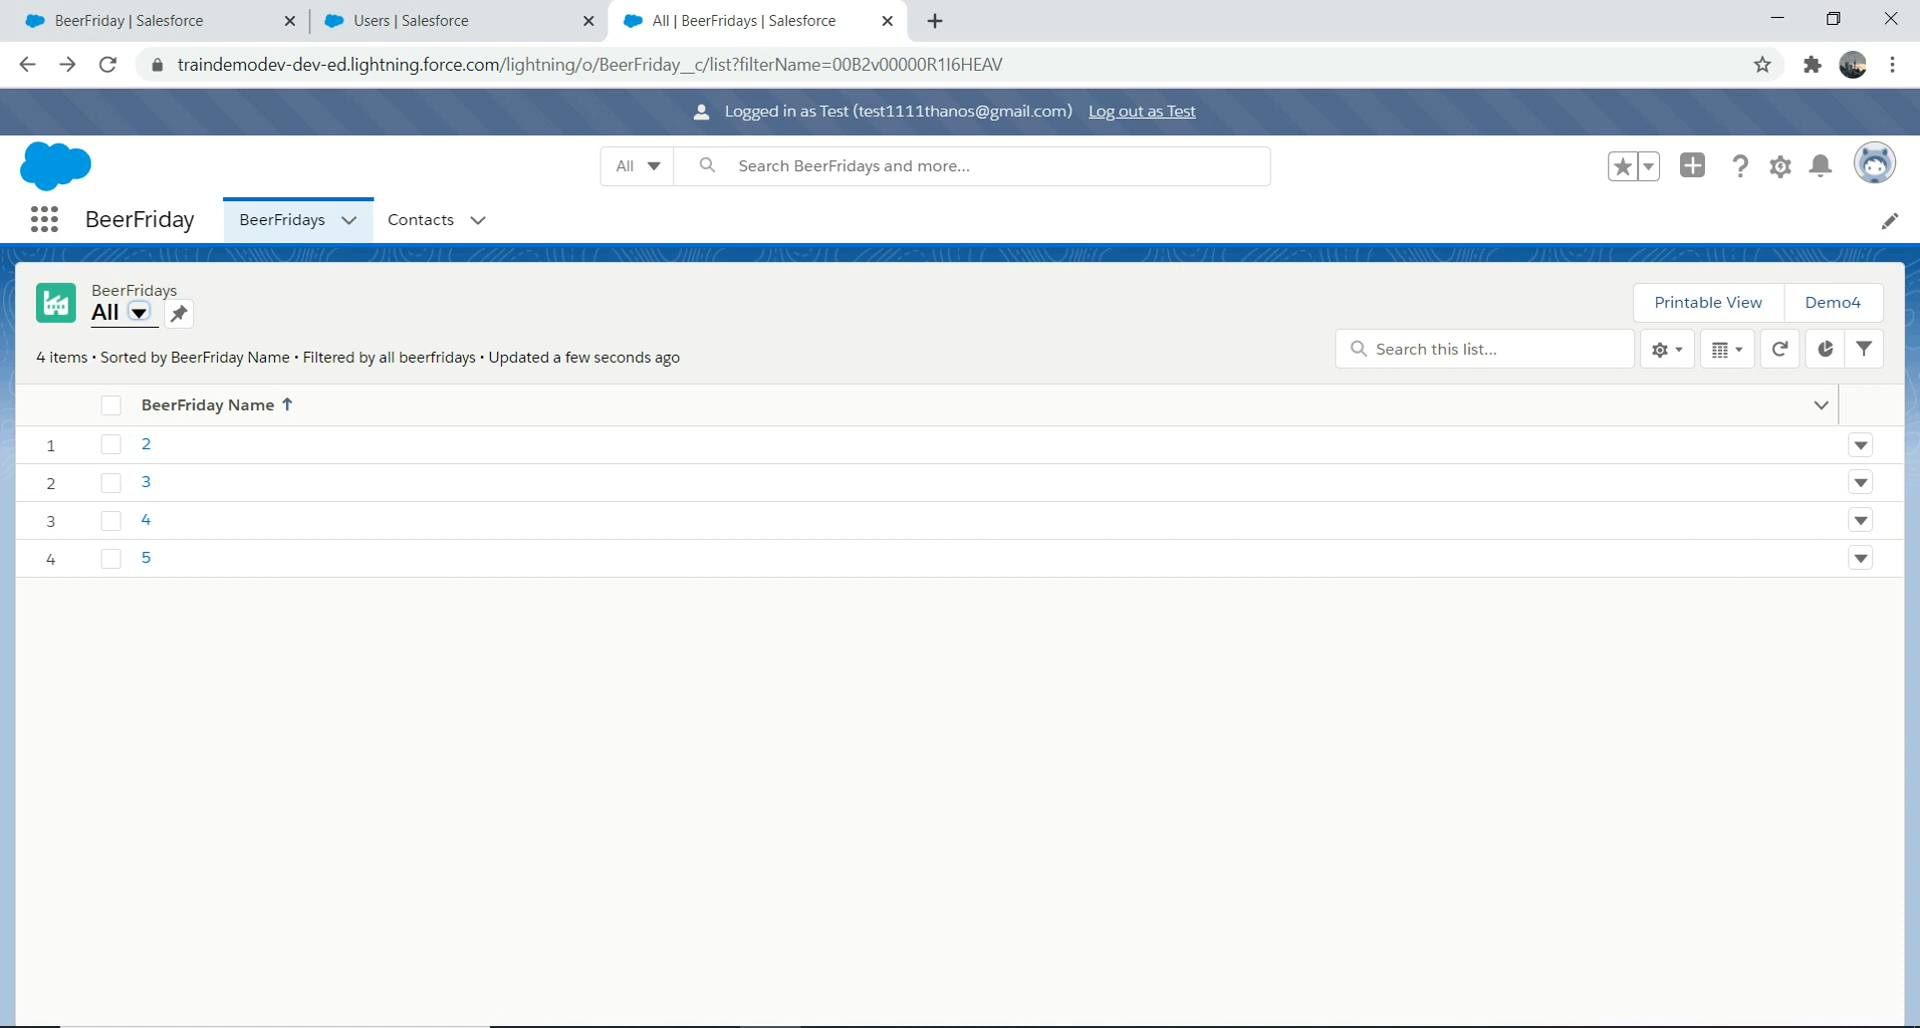 BeerFriday | Salesforce
Users | Salesforce
All | BeerFridays | Salesforce
traindemodev-dev-ed.lightning.force.com/lightning/o/BeerFriday__c/list?filterName=00B2v00000R1I6HEAV
Logged in as Test (test1111thanos@gmail.com) Log out as Test
All
Search BeerFridays and more...
BeerFriday
BeerFridays
Contacts
BeerFridays
All
Printable View
Demo4
4 items • Sorted by BeerFriday Name • Filtered by all beerfridays • Updated a few seconds ago
Search this list...
BeerFriday Name
1 2
2 3
3 4
4 5